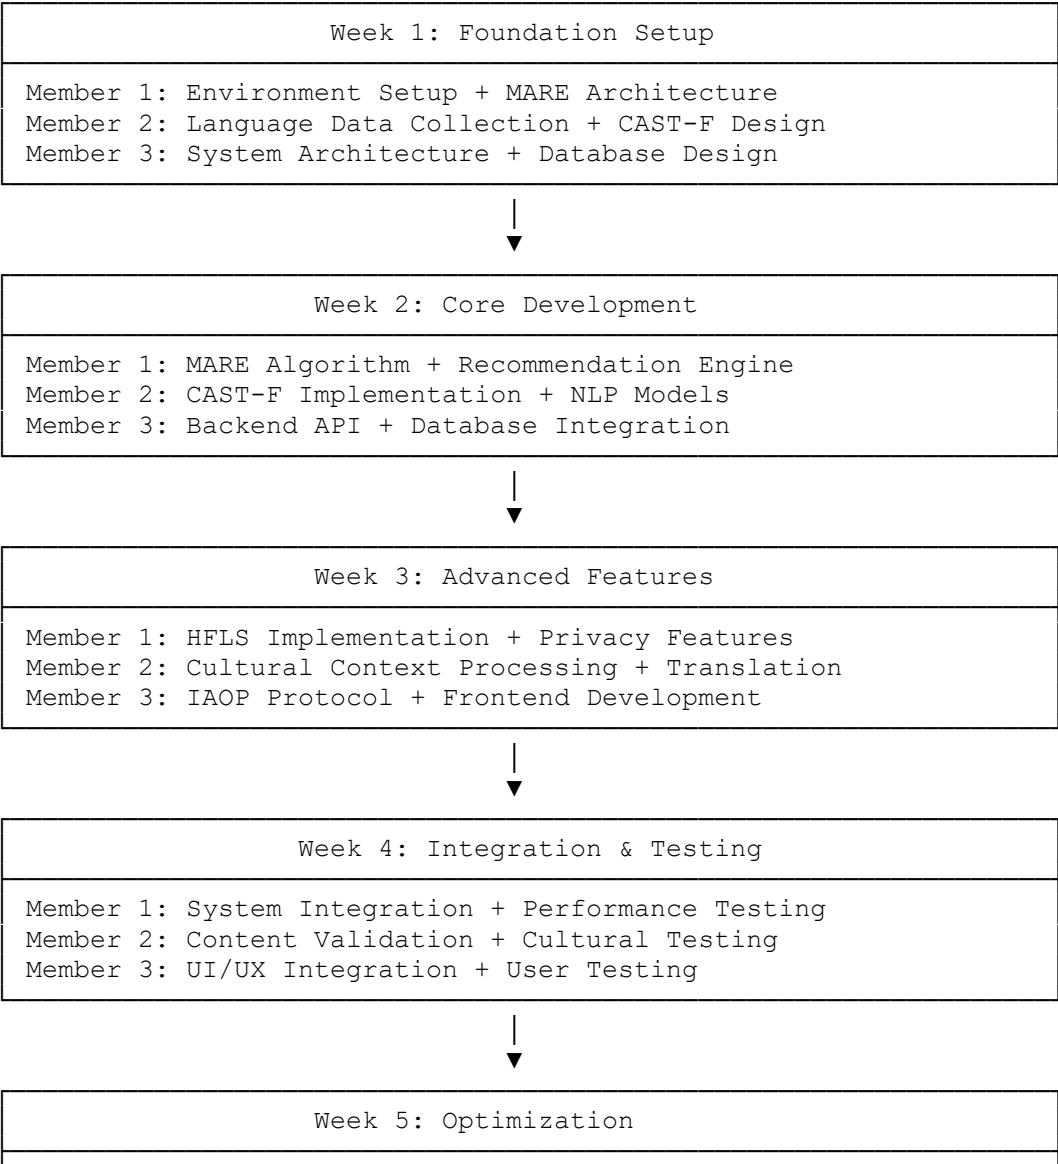 Week 1: Foundation Setup
Member 1: Environment Setup + MARE Architecture
Member 2: Language Data Collection + CAST-F Design
Member 3: System Architecture + Database Design
Week 2: Core Development
Member 1: MARE Algorithm + Recommendation Engine
Member 2: CAST-F Implementation + NLP Models
Member 3: Backend API + Database Integration
Week 3: Advanced Features
Member 1: HFLS Implementation + Privacy Features
Member 2: Cultural Context Processing + Translation
Member 3: IAOP Protocol + Frontend Development
Week 4: Integration & Testing
Member 1: System Integration + Performance Testing
Member 2: Content Validation + Cultural Testing
Member 3: UI/UX Integration + User Testing
Week 5: Optimization